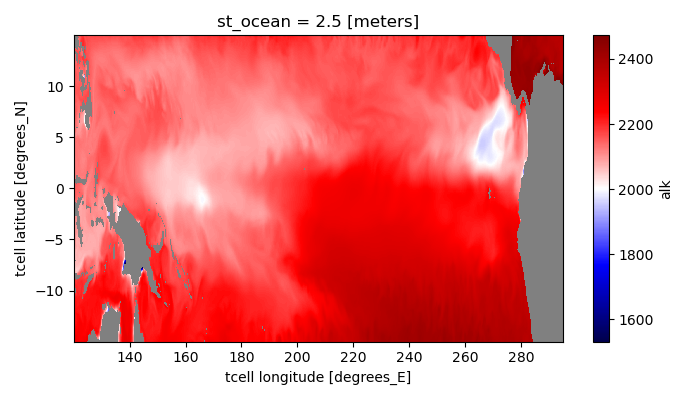 st_ocean = 2.5 [meters]
tcell latitude [degrees_N]
10
5
0
−5
−10
140 160 180 200 220 240 260 280
tcell longitude [degrees_E]
2400
2200
2000
1800
1600
alk